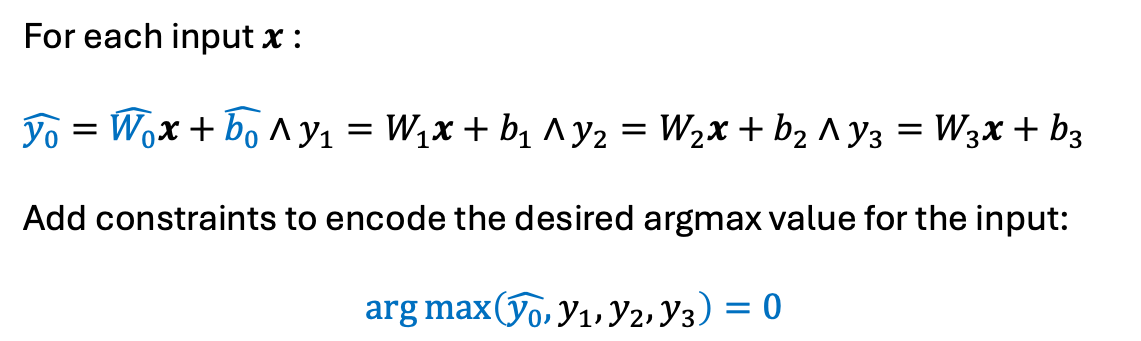 For each input 𝒙 :
ŷ₀ = Ŵ₀𝒙 + b̂₀ ∧ y₁ = W₁𝒙 + b₁ ∧ y₂ = W₂𝒙 + b₂ ∧ y₃ = W₃𝒙 + b₃
Add constraints to encode the desired argmax value for the input:
arg max(ŷ₀, y₁, y₂, y₃) = 0